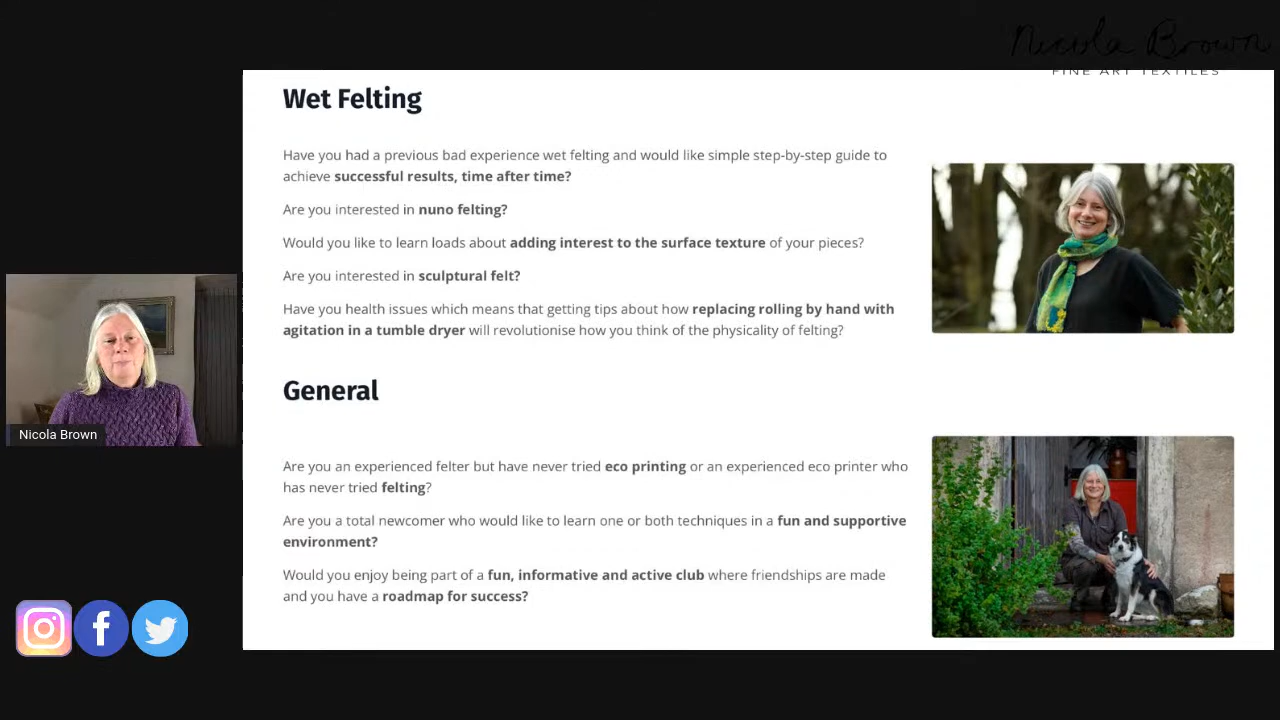 Nicola Brown
FINE ART TEXTILES
Wet Felting
Have you had a previous bad experience wet felting and would like simple step-by-step guide to
achieve successful results, time after time?
Are you interested in nuno felting?
Would you like to learn loads about adding interest to the surface texture of your pieces?
Are you interested in sculptural felt?
Have you health issues which means that getting tips about how replacing rolling by hand with
agitation in a tumble dryer will revolutionise how you think of the physicality of felting?
Nicola Brown
General
Are you an experienced felter but have never tried eco printing or an experienced eco printer who
has never tried felting?
Are you a total newcomer who would like to learn one or both techniques in a fun and supportive
environment?
Would you enjoy being part of a fun, informative and active club where friendships are made
and you have a roadmap for success?